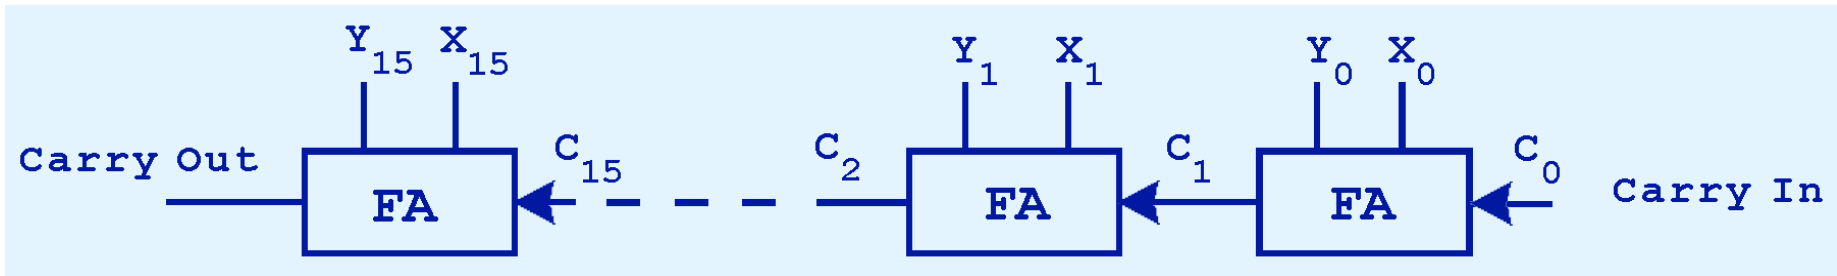 Y15 X15 Y1 X1 Y0 X0
Carry Out C15 C2 C1 C0 Carry In
FA FA FA